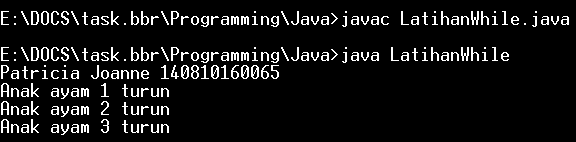 E:\DOCS\task.bbr\Programming\Java>javac LatihanWhile.java
E:\DOCS\task.bbr\Programming\Java>java LatihanWhile
Patricia Joanne 140810160065
Anak ayam 1 turun
Anak ayam 2 turun
Anak ayam 3 turun